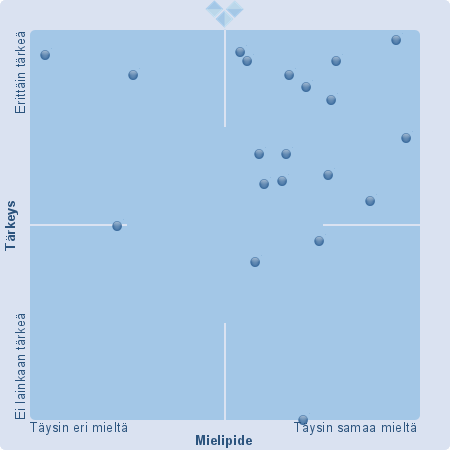 Erittäin tärkeä
Tärkeys
Ei lainkaan tärkeä
Täysin eri mieltä
Täysin samaa mieltä
Mielipide